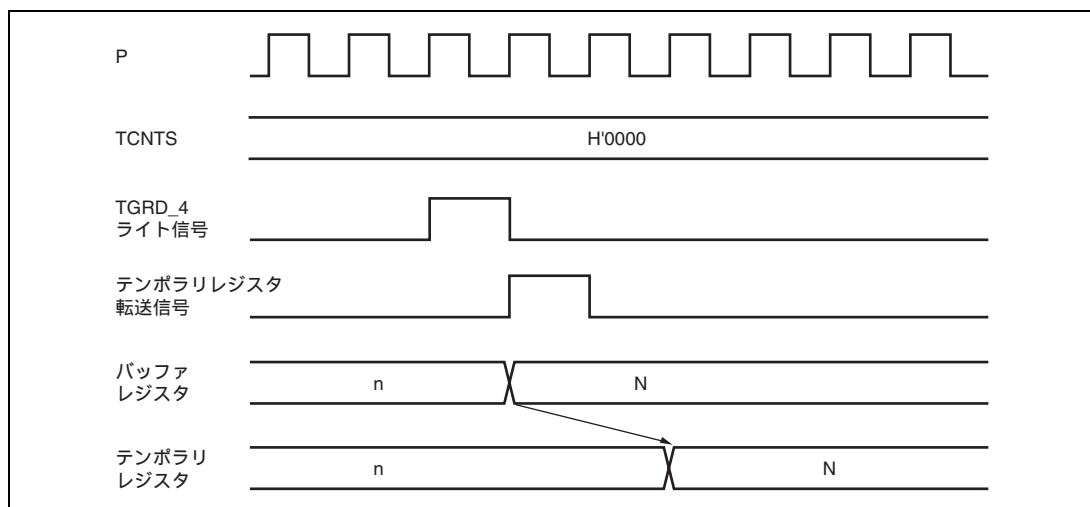 P
TCNTS
H'0000
TGRD_4
ライト信号
テンポラリレジスタ
転送信号
バッファ
レジスタ
n
N
テンポラリ
レジスタ
n
N